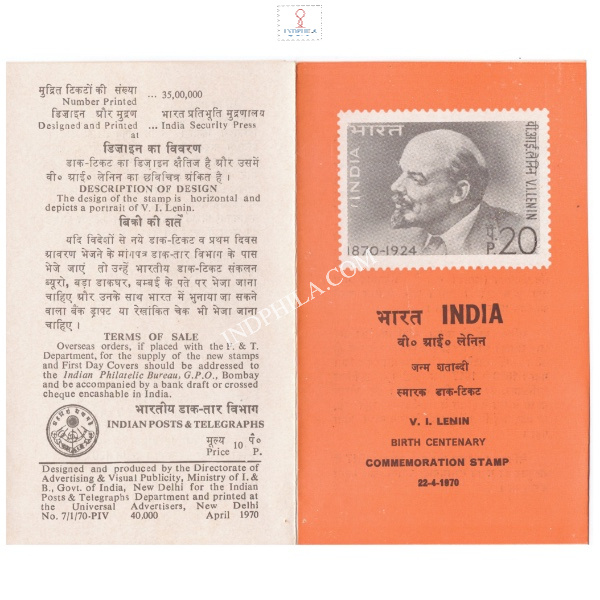 INDPHILA
मुद्रित टिकटों की संख्या ... 35,00,000
Number Printed
डिज़ाइन और मुद्रण भारत प्रतिभूति मुद्रणालय
Designed and Printed ... India Security Press
at
डिज़ाइन का विवरण
डाक-टिकट का डिज़ाइन क्षैतिज है और उसमें
वी० आई० लेनिन का छविचित्र अंकित है ।
DESCRIPTION OF DESIGN
The design of the stamp is horizontal and
depicts a portrait of V. I. Lenin.
बिक्री की शर्तें
यदि विदेशों से नये डाक-टिकट व प्रथम दिवस
आवरण भेजने के मांगपत्र डाक-तार विभाग के पास
भेजे जाएं तो उन्हें भारतीय डाक-टिकट संकलन
ब्यूरो, बड़ा डाकघर, बम्बई के पते पर भेजा जाना
चाहिए और उनके साथ भारत में भुनाया जा सकने
वाला बैंक ड्राफ्ट या रेखांकित चेक भी भेजा जाना
चाहिए ।
TERMS OF SALE
Overseas orders, if placed with the P. & T.
Department, for the supply of the new stamps
and First Day Covers should be addressed to
the Indian Philatelic Bureau, G.P.O., Bombay
and be accompanied by a bank draft or crossed
cheque encashable in India.
भारतीय डाक-तार विभाग
INDIAN POSTS & TELEGRAPHS
मूल्य 10 पै०
Price P.
Designed and produced by the Directorate of
Advertising & Visual Publicity, Ministry of I. &
B., Govt. of India, New Delhi for the Indian
Posts & Telegraphs Department and printed at
the Universal Advertisers, New Delhi
No. 7/1/70-PIV 40,000 April 1970
भारत
INDIA
वी.आई.लेनिन V.I.LENIN
1870-1924
पै.
P. 20
भारत INDIA
वी० आई० लेनिन
जन्म शताब्दी
स्मारक डाक-टिकट
V. I. LENIN
BIRTH CENTENARY
COMMEMORATION STAMP
22-4-1970
INDPHILA.COM